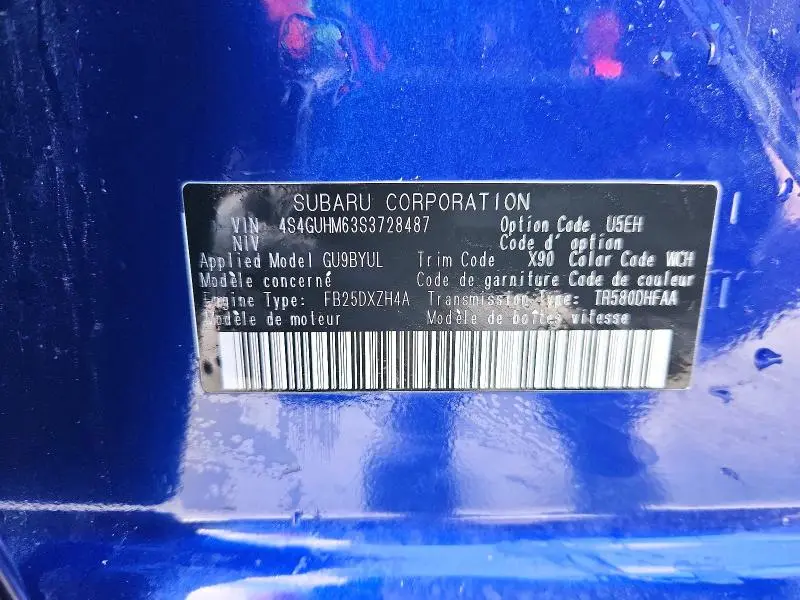 SUBARU CORPORATION
VIN 4S4GUHM63S3728487 Option Code U5EH
NIV Code d' option
Applied Model GU9BYUL Trim Code X90 Color Code WCH
Modèle concerné Code de garniture Code de couleur
Engine Type: FB25DXZH4A Transmission Type: TR580DHFAA
Modèle de moteur Modèle de boîtes vitesse